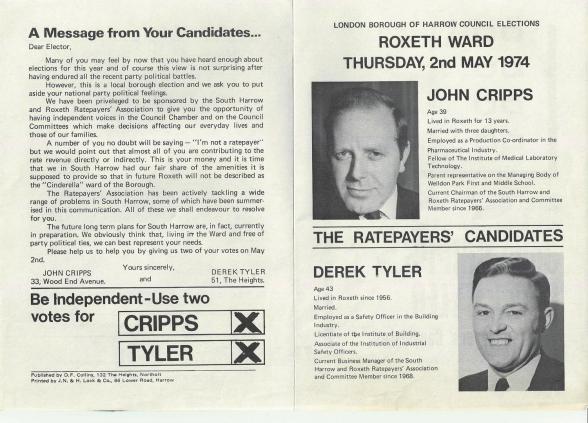 A Message from Your Candidates...
Dear Elector,
Many of you may feel by now that you have heard enough about
elections for this year and of course this view is not surprising after
having endured all the recent party political battles.
However, this is a local borough election and we ask you to put
aside your national party political feelings.
We have been privileged to be sponsored by the South Harrow
and Roxeth Ratepayers' Association to give you the opportunity of
having independent voices in the Council Chamber and on the Council
Committees which make decisions affecting our everyday lives and
those of our families.
A number of you no doubt will be saying – "I'm not a ratepayer"
but we would point out that almost all of you are contributing to the
rate revenue directly or indirectly. This is your money and it is time
that we in South Harrow had our fair share of the amenities it is
supposed to provide so that in future Roxeth will not be described as
the "Cinderella" ward of the Borough.
The Ratepayers' Association has been actively tackling a wide
range of problems in South Harrow, some of which have been summer-
ised in this communication. All of these we shall endeavour to resolve
for you.
The future long term plans for South Harrow are, in fact, currently
in preparation. We obviously think that, living in the Ward and free of
party political ties, we can best represent your needs.
Please help us to help you by giving us two of your votes on May
2nd.
Yours sincerely,
JOHN CRIPPS and DEREK TYLER
33, Wood End Avenue. 51, The Heights.
Be Independent-Use two
votes for
CRIPPS X
TYLER X
Published by D.F. Collins, 132 The Heights, Northolt
Printed by J.N. & H. Lock & Co., 86 Lower Road, Harrow
LONDON BOROUGH OF HARROW COUNCIL ELECTIONS
ROXETH WARD
THURSDAY, 2nd MAY 1974
JOHN CRIPPS
Age 39
Lived in Roxeth for 13 years.
Married with three daughters.
Employed as a Production Co-ordinator in the
Pharmaceutical Industry.
Fellow of The Institute of Medical Laboratory
Technology.
Parent representative on the Managing Body of
Welldon Park First and Middle School.
Current Chairman of the South Harrow and
Roxeth Ratepayers' Association and Committee
Member since 1966.
THE RATEPAYERS' CANDIDATES
DEREK TYLER
Age 43
Lived in Roxeth since 1956.
Married.
Employed as a Safety Officer in the Building
Industry.
Licentiate of the Institute of Building.
Associate of the Institution of Industrial
Safety Officers.
Current Business Manager of the South
Harrow and Roxeth Ratepayers' Association
and Committee Member since 1968.